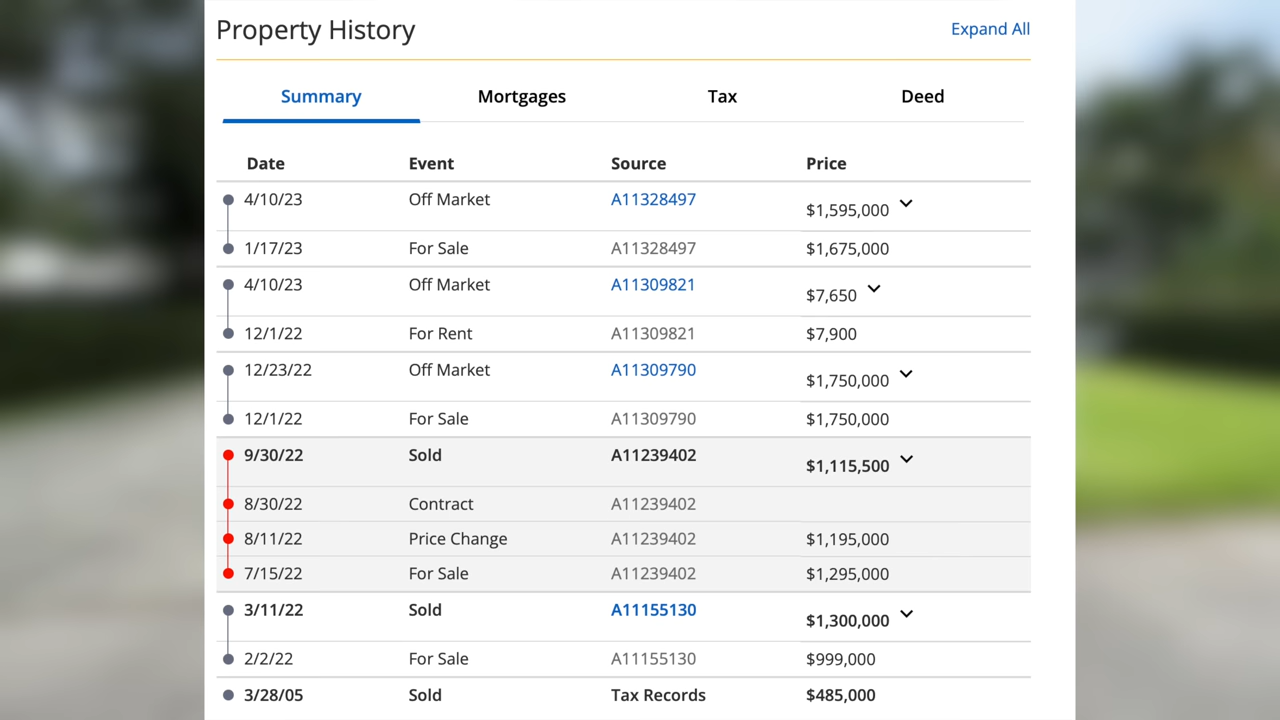 Property History Expand All
Summary Mortgages Tax Deed
Date Event Source Price
4/10/23 Off Market A11328497 $1,595,000
1/17/23 For Sale A11328497 $1,675,000
4/10/23 Off Market A11309821 $7,650
12/1/22 For Rent A11309821 $7,900
12/23/22 Off Market A11309790 $1,750,000
12/1/22 For Sale A11309790 $1,750,000
9/30/22 Sold A11239402 $1,115,500
8/30/22 Contract A11239402
8/11/22 Price Change A11239402 $1,195,000
7/15/22 For Sale A11239402 $1,295,000
3/11/22 Sold A11155130 $1,300,000
2/2/22 For Sale A11155130 $999,000
3/28/05 Sold Tax Records $485,000